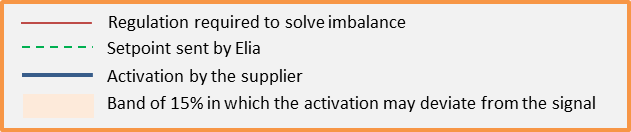 Regulation required to solve imbalance
Setpoint sent by Elia
Activation by the supplier
Band of 15% in which the activation may deviate from the signal